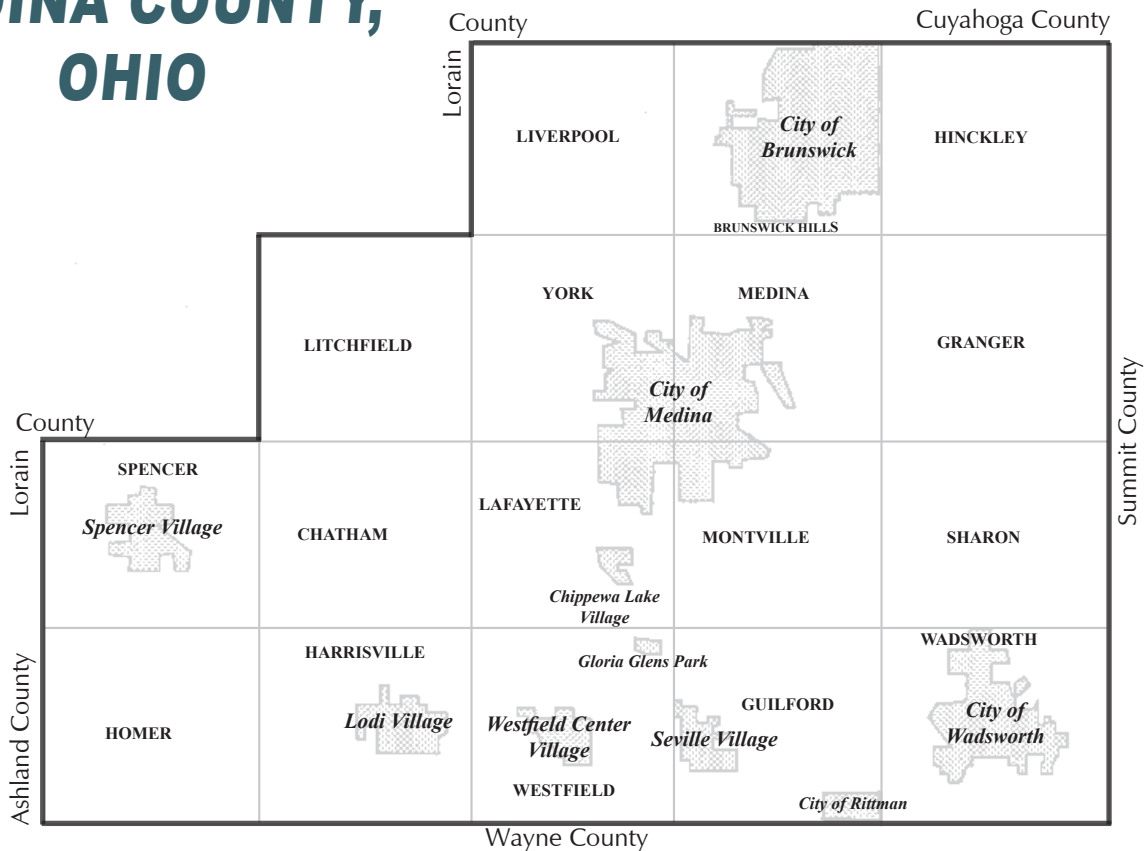 DINA COUNTY,
OHIO
County
Cuyahoga County
Lorain
LIVERPOOL
City of
Brunswick
HINCKLEY
BRUNSWICK HILLS
YORK
MEDINA
LITCHFIELD
GRANGER
City of
Medina
County
Lorain
SPENCER
Spencer Village
CHATHAM
LAFAYETTE
MONTVILLE
SHARON
Summit County
Chippewa Lake
Village
HARRISVILLE
Gloria Glens Park
WADSWORTH
Ashland County
HOMER
Lodi Village
Westfield Center
Village
Seville Village
GUILFORD
City of
Wadsworth
WESTFIELD
City of Rittman
Wayne County